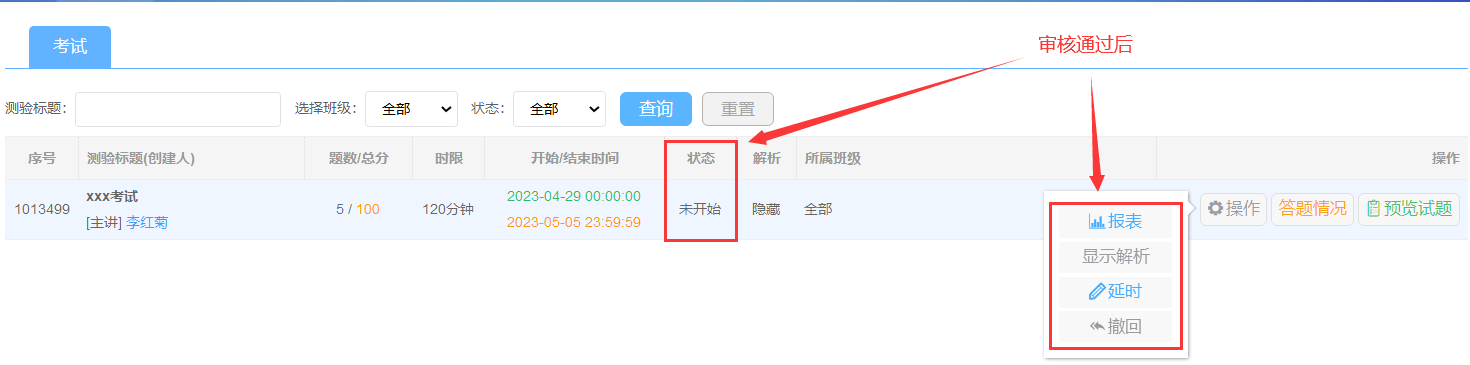 考试
审核通过后
测验标题:
选择班级: 全部 状态: 全部 查询 重置
序号 测验标题(创建人) 题数/总分 时限 开始/结束时间 状态 解析 所属班级 操作
1013499 xxx考试 5 / 100 120分钟 2023-04-29 00:00:00 未开始 隐藏 全部 操作 答题情况 预览试题
[主讲] 李红菊 2023-05-05 23:59:59
报表
显示解析
延时
撤回